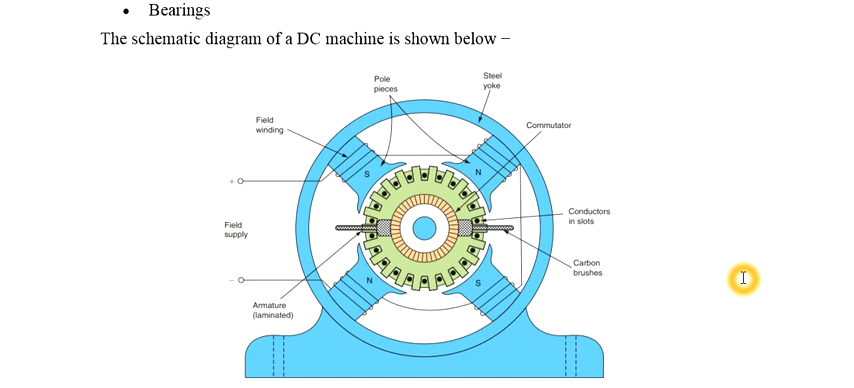 • Bearings
The schematic diagram of a DC machine is shown below −
Pole
pieces
Steel
yoke
Field
winding
Commutator
S
N
+
Conductors
in slots
Field
supply
Carbon
brushes
−
N
S
Armature
(laminated)